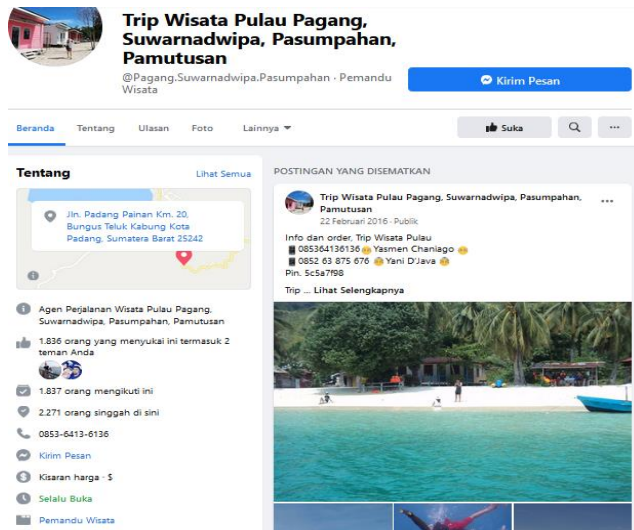 Trip Wisata Pulau Pagang,
Suwarnadwipa, Pasumpahan,
Pamutusan
@Pagang.Suwarnadwipa.Pasumpahan · Pemandu
Wisata
Kirim Pesan
Beranda Tentang Ulasan Foto Lainnya
Suka
Tentang Lihat Semua
Jln. Padang Painan Km. 20,
Bungus Teluk Kabung Kota
Padang, Sumatera Barat 25242
Agen Perjalanan Wisata Pulau Pagang,
Suwarnadwipa, Pasumpahan, Pamutusan
1.836 orang yang menyukai ini termasuk 2
teman Anda
1.837 orang mengikuti ini
2.271 orang singgah di sini
0853-6413-6136
Kirim Pesan
Kisaran harga · $
Selalu Buka
Pemandu Wisata
POSTINGAN YANG DISEMATKAN
Trip Wisata Pulau Pagang, Suwarnadwipa, Pasumpahan,
Pamutusan
22 Februari 2016 · Publik
Info dan order, Trip Wisata Pulau
085364136136 Yasmen Chaniago
0852 63 875 676 Yani D'Java
Pin. 5c5a7f98
Trip ... Lihat Selengkapnya